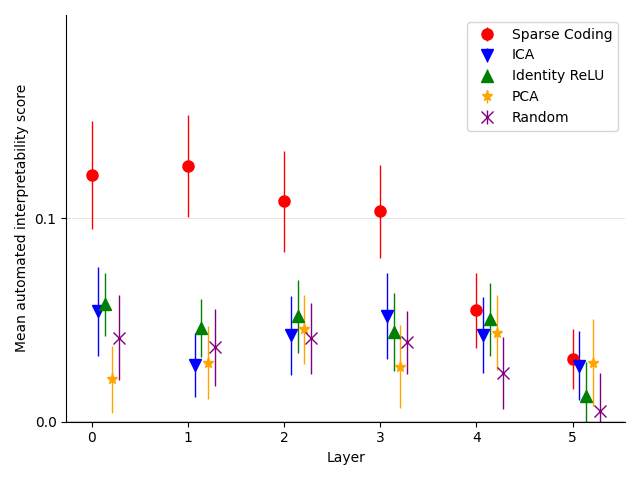 Sparse Coding
ICA
Identity ReLU
PCA
Random
Mean automated interpretability score
0.1
0.0
0 1 2 3 4 5
Layer